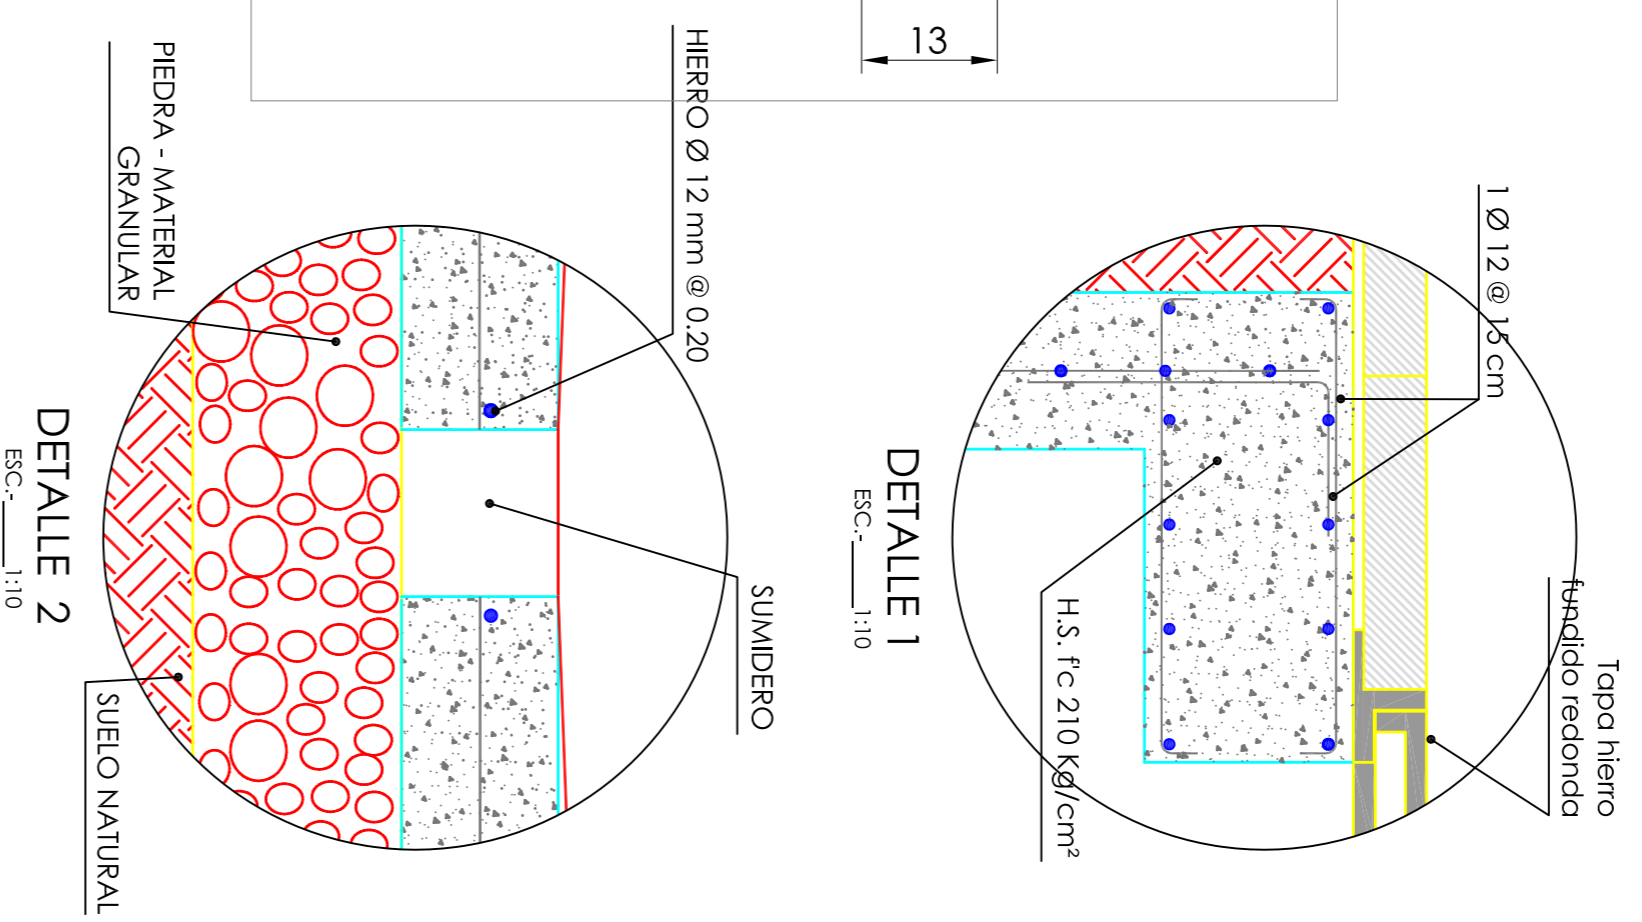 13
1 Ø 12 @ 15 cm
Tapa hierro
fundido redonda
H.S. f'c 210 Kg/cm²
DETALLE 1
ESC.-____1:10
HIERRO Ø 12 mm @ 0.20
SUMIDERO
PIEDRA - MATERIAL
GRANULAR
SUELO NATURAL
DETALLE 2
ESC.-____1:10